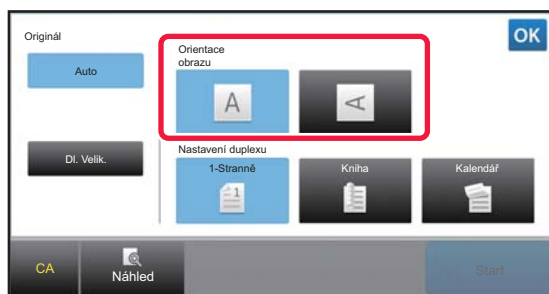 Originál
OK
Orientace
obrazu
Auto
A
A
Nastavení duplexu
Dl. Velik.
1-Stranně
Kniha
Kalendář
1
CA
Náhled
Start